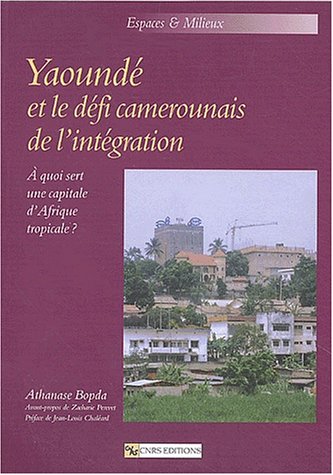 Espaces & Milieux
Yaoundé
et le défi camerounais
de l'intégration
À quoi sert
une capitale
d'Afrique
tropicale ?
Athanase Bopda
Avant-propos de Zacharie Perevet
Préface de Jean-Louis Chaléard
CNRS EDITIONS